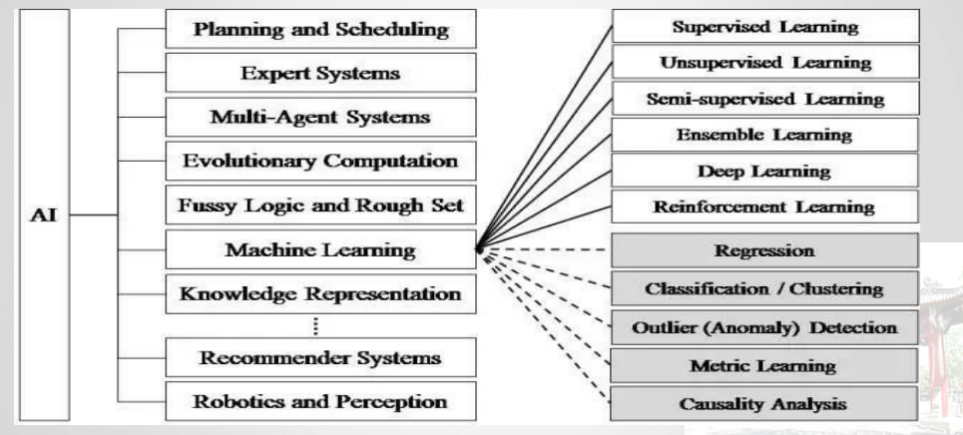 AI
Planning and Scheduling
Expert Systems
Multi-Agent Systems
Evolutionary Computation
Fussy Logic and Rough Set
Machine Learning
Knowledge Representation
Recommender Systems
Robotics and Perception
Supervised Learning
Unsupervised Learning
Semi-supervised Learning
Ensemble Learning
Deep Learning
Reinforcement Learning
Regression
Classification / Clustering
Outlier (Anomaly) Detection
Metric Learning
Causality Analysis